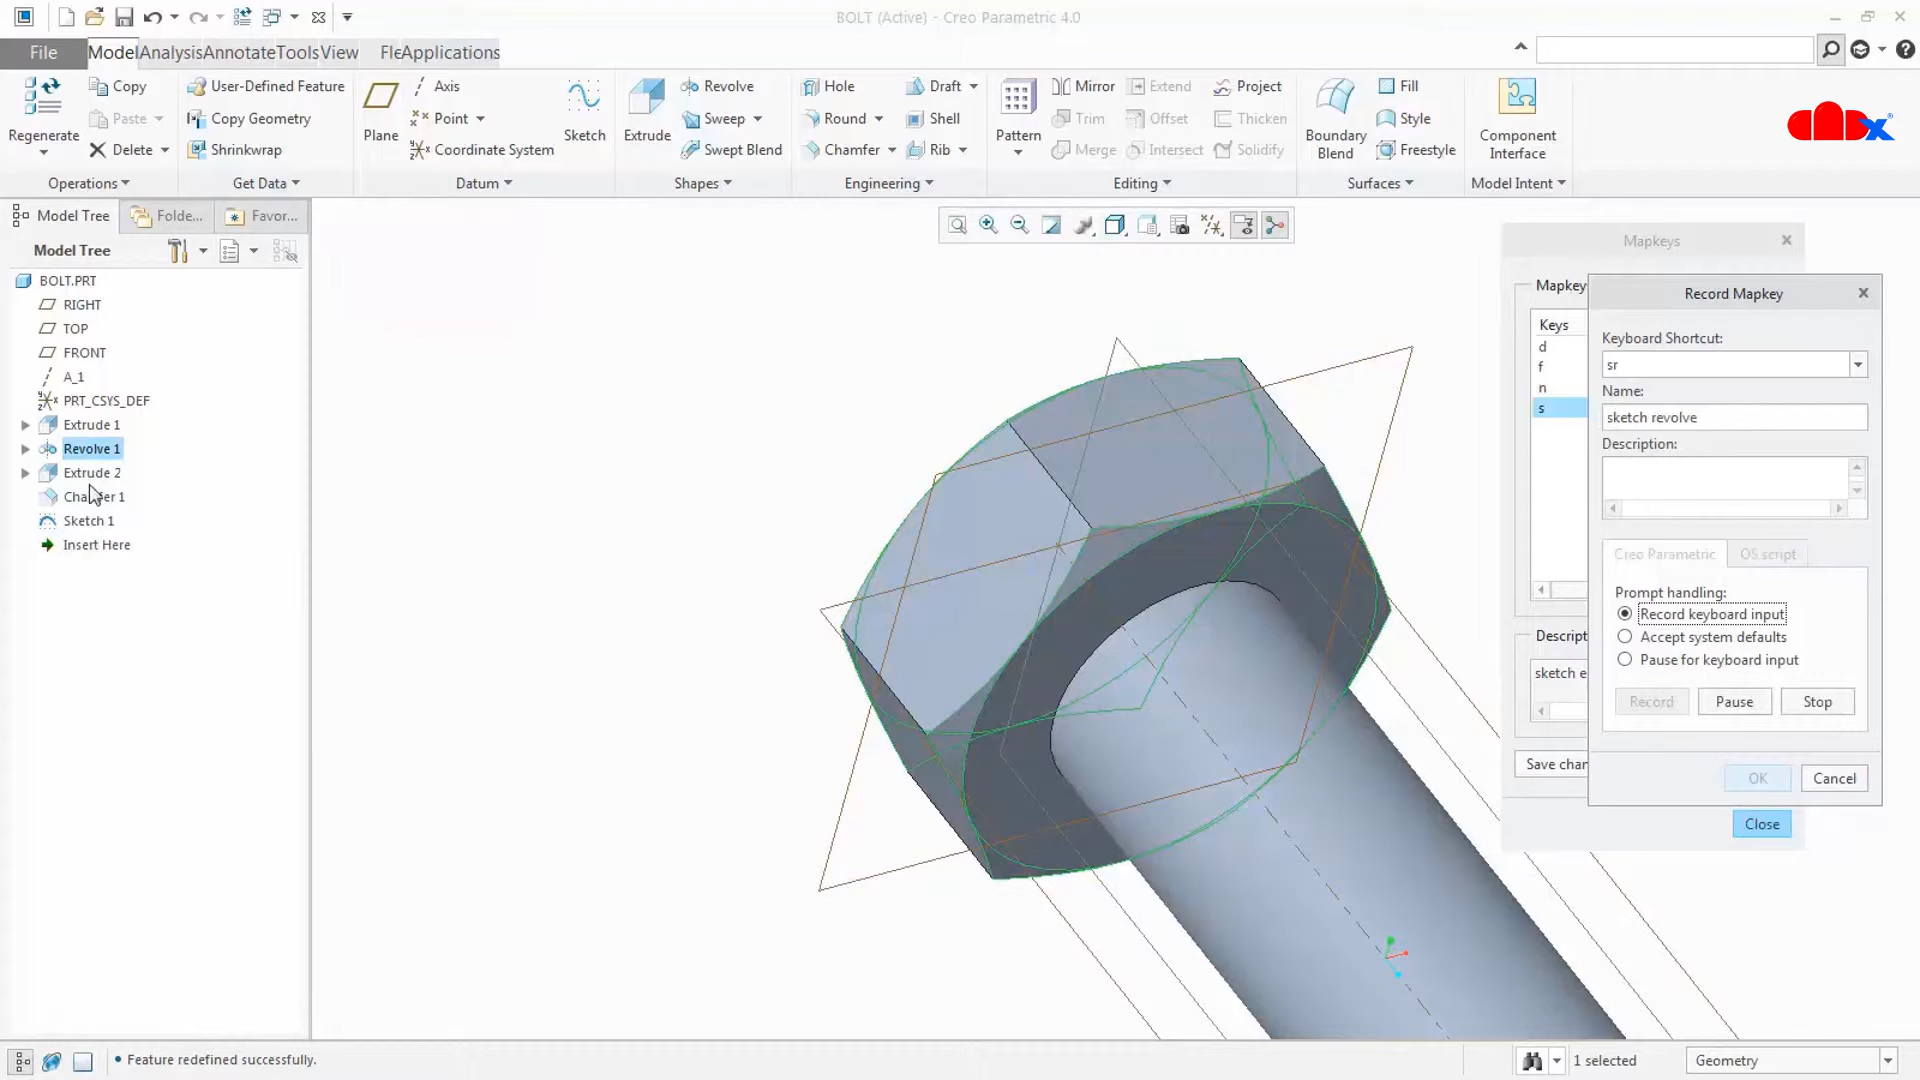 BOLT (Active) - Creo Parametric 4.0
File
Model
Analysis
Annotate
Tools
View
Applications
Regenerate
Copy
Paste
Delete
Operations
User-Defined Feature
Copy Geometry
Shrinkwrap
Get Data
Plane
Axis
Point
Coordinate System
Sketch
Datum
Extrude
Revolve
Sweep
Swept Blend
Shapes
Hole
Round
Chamfer
Draft
Shell
Rib
Engineering
Pattern
Mirror
Trim
Merge
Extend
Offset
Intersect
Project
Thicken
Solidify
Editing
Boundary
Blend
Fill
Style
Freestyle
Surfaces
Component
Interface
Model Intent
CADx
Model Tree
Folde...
Favor...
Model Tree
BOLT.PRT
RIGHT
TOP
FRONT
A_1
PRT_CSYS_DEF
Extrude 1
Revolve 1
Extrude 2
Chamfer 1
Sketch 1
Insert Here
Mapkeys
Mapkey
Keys
d
f
n
s
Descript
sketch e
Save chan
Close
Record Mapkey
Keyboard Shortcut:
sr
Name:
sketch revolve
Description:
Creo Parametric
OS script
Prompt handling:
Record keyboard input
Accept system defaults
Pause for keyboard input
Record
Pause
Stop
OK
Cancel
Feature redefined successfully.
1 selected
Geometry